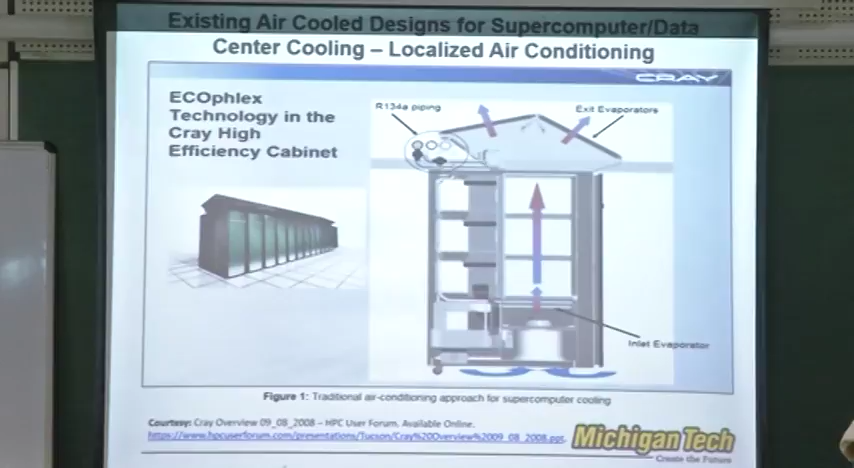 Existing Air Cooled Designs for Supercomputer/Data
Center Cooling – Localized Air Conditioning
CRAY
ECOphlex
Technology in the
Cray High
Efficiency Cabinet
R134a piping
Exit Evaporators
Inlet Evaporator
Figure 1: Traditional air-conditioning approach for supercomputer cooling
Courtesy: Cray Overview 09_08_2008 – HPC User Forum. Available Online.
https://www.hpcuserforum.com/presentations/Tucson/Cray%20Overview%2009_08_2008.ppt.
Michigan Tech
Create the Future